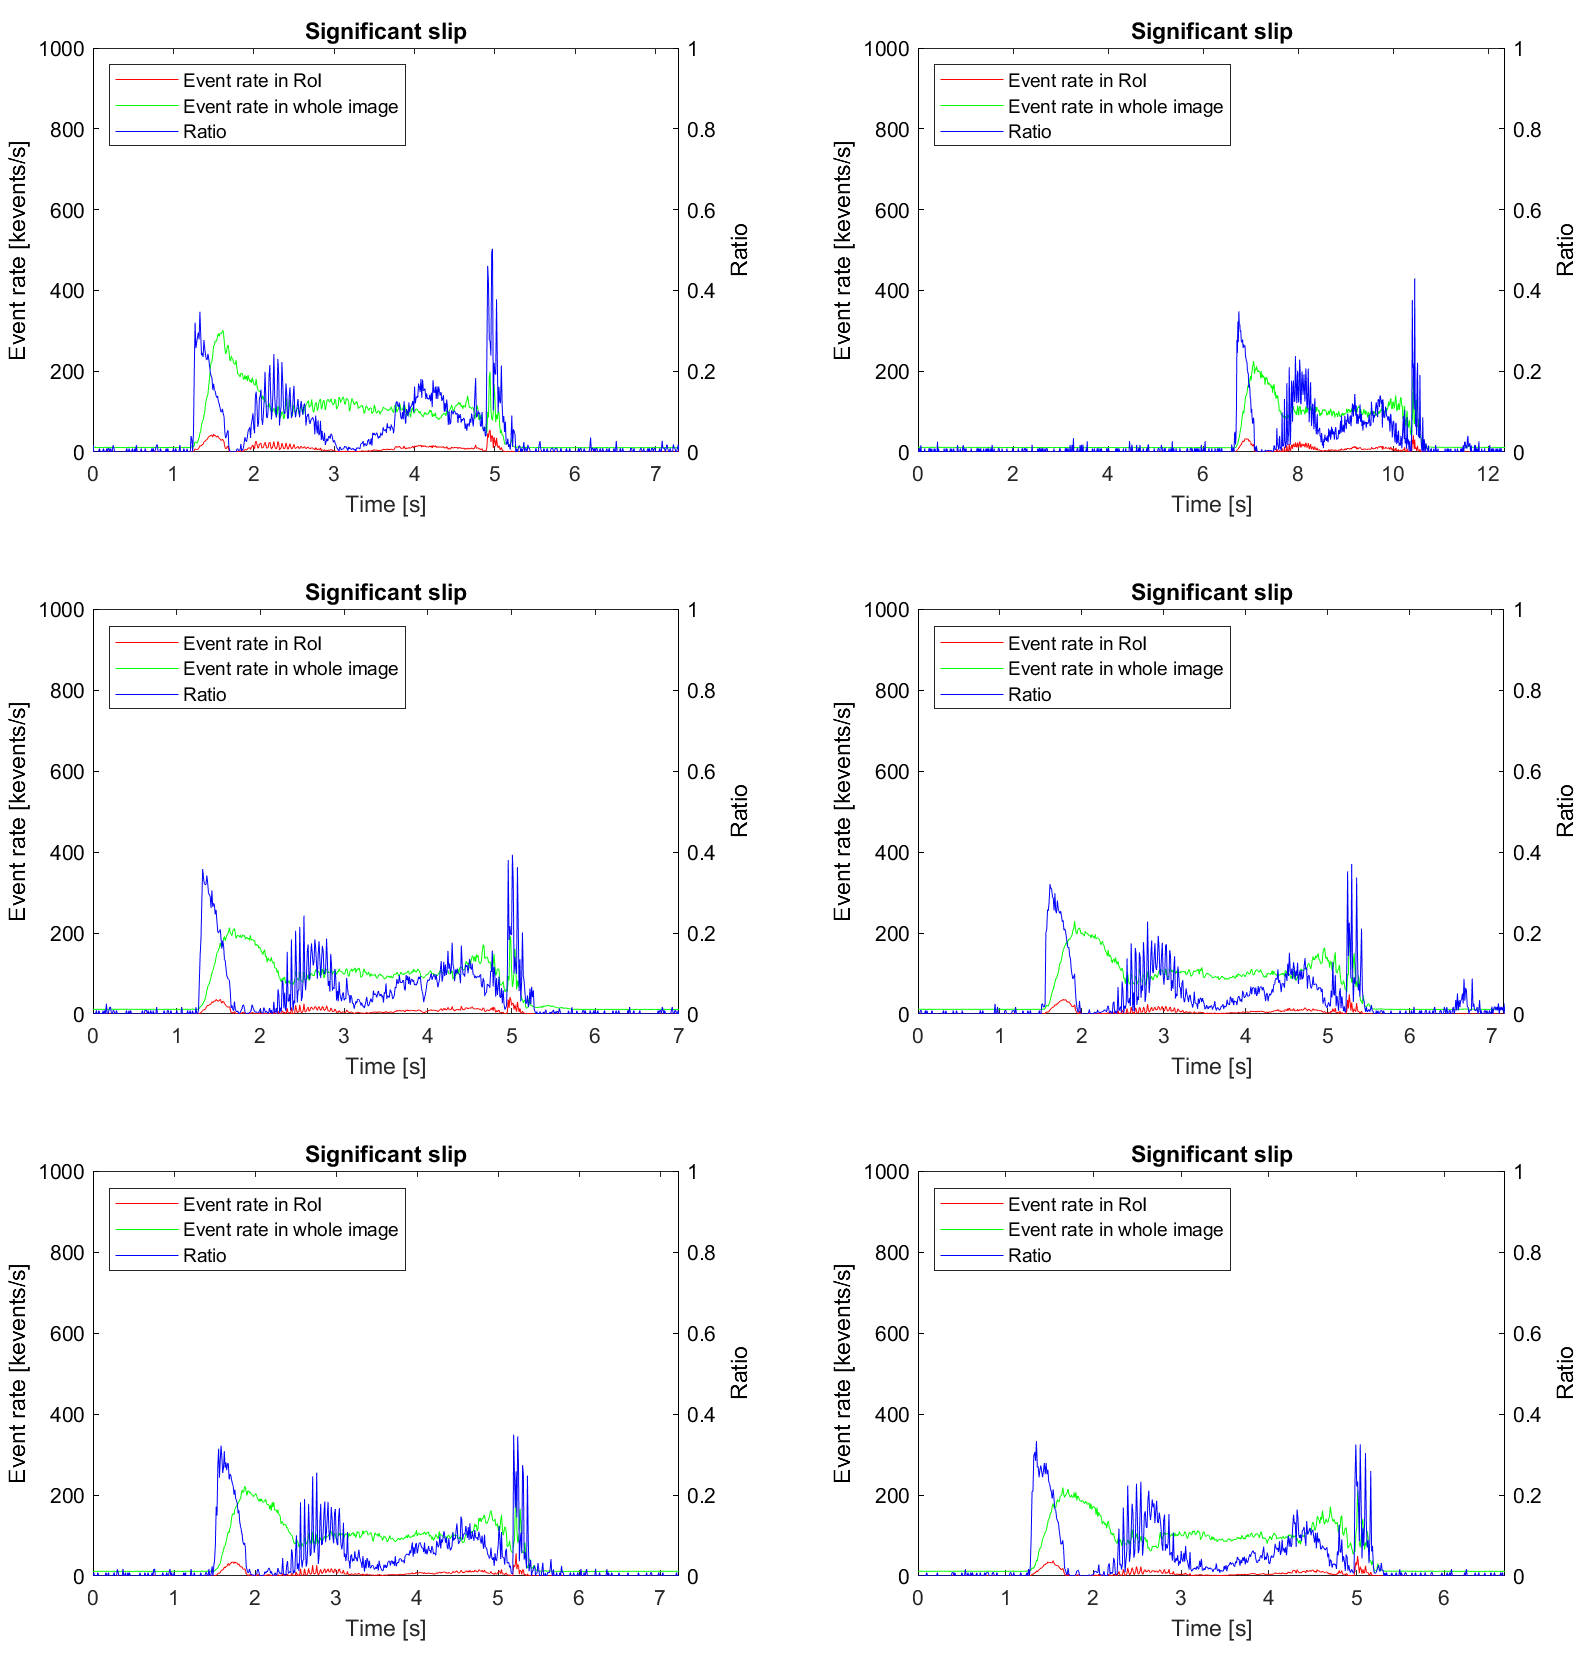 Significant slip
1000
800
600
400
200
0
Event rate [kevents/s]
Event rate in RoI
Event rate in whole image
Ratio
1
0.8
0.6
0.4
0.2
0
Ratio
0 1 2 3 4 5 6 7
Time [s]
Significant slip
1000
800
600
400
200
0
Event rate [kevents/s]
Event rate in RoI
Event rate in whole image
Ratio
1
0.8
0.6
0.4
0.2
0
Ratio
0 2 4 6 8 10 12
Time [s]
Significant slip
1000
800
600
400
200
0
Event rate [kevents/s]
Event rate in RoI
Event rate in whole image
Ratio
1
0.8
0.6
0.4
0.2
0
Ratio
0 1 2 3 4 5 6 7
Time [s]
Significant slip
1000
800
600
400
200
0
Event rate [kevents/s]
Event rate in RoI
Event rate in whole image
Ratio
1
0.8
0.6
0.4
0.2
0
Ratio
0 1 2 3 4 5 6 7
Time [s]
Significant slip
1000
800
600
400
200
0
Event rate [kevents/s]
Event rate in RoI
Event rate in whole image
Ratio
1
0.8
0.6
0.4
0.2
0
Ratio
0 1 2 3 4 5 6 7
Time [s]
Significant slip
1000
800
600
400
200
0
Event rate [kevents/s]
Event rate in RoI
Event rate in whole image
Ratio
1
0.8
0.6
0.4
0.2
0
Ratio
0 1 2 3 4 5 6
Time [s]